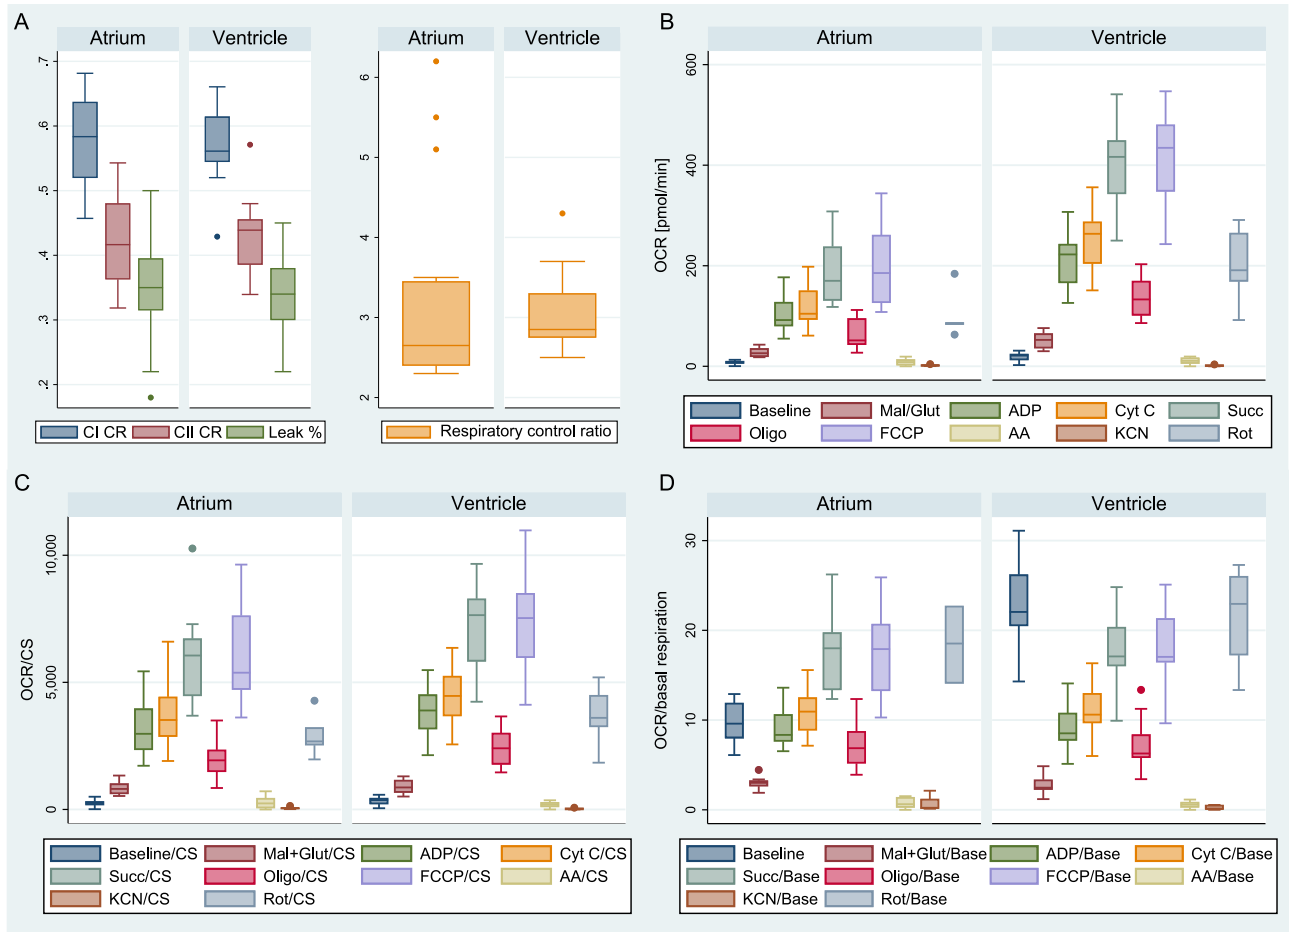 A
Atrium
Ventricle
.7
.6
.5
.4
.3
.2
CI CR
CII CR
Leak %
Atrium
Ventricle
6
5
4
3
2
Respiratory control ratio
B
Atrium
Ventricle
OCR [pmol/min]
600
400
200
0
Baseline
Mal/Glut
ADP
Cyt C
Succ
Oligo
FCCP
AA
KCN
Rot
C
Atrium
Ventricle
OCR/CS
10,000
5,000
0
Baseline/CS
Mal+Glut/CS
ADP/CS
Cyt C/CS
Succ/CS
Oligo/CS
FCCP/CS
AA/CS
KCN/CS
Rot/CS
D
Atrium
Ventricle
OCR/basal respiration
30
20
10
0
Baseline
Mal+Glut/Base
ADP/Base
Cyt C/Base
Succ/Base
Oligo/Base
FCCP/Base
AA/Base
KCN/Base
Rot/Base